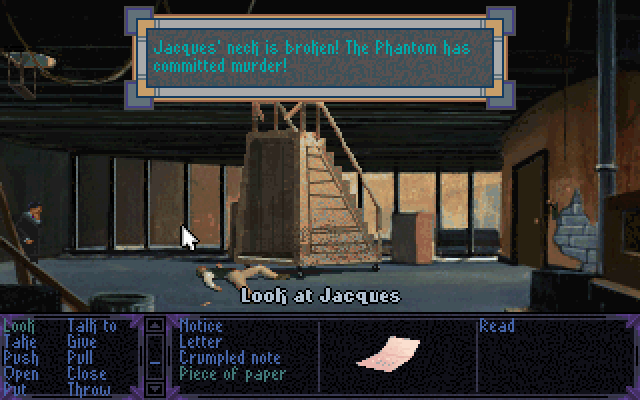 Jacques' neck is broken! The Phantom has
committed murder!
Look at Jacques
Look Talk to
Take Give
Push Pull
Open Close
Put Throw
Notice
Letter
Crumpled note
Piece of paper
Read